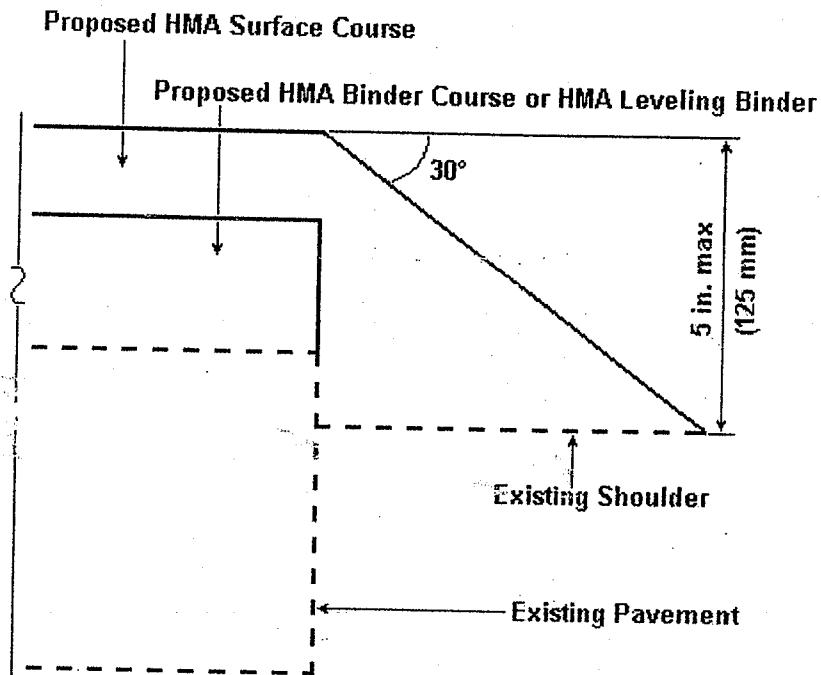 Proposed HMA Surface Course
Proposed HMA Binder Course or HMA Leveling Binder
30°
5 in. max
(125 mm)
Existing Shoulder
Existing Pavement